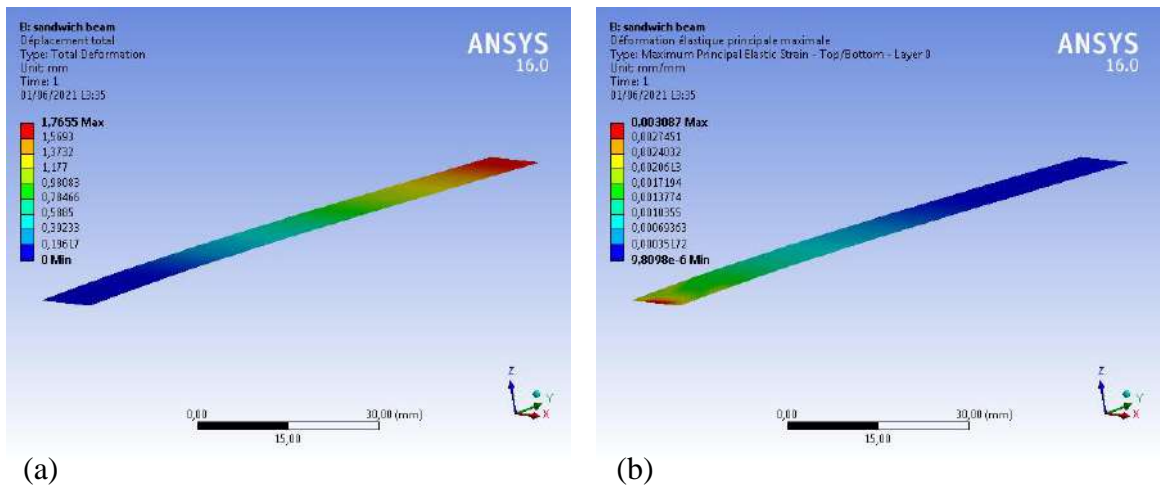 B: sandwich beam
Déplacement total
Type: Total Deformation
Unit: mm
Time: 1
01/06/2021 13:35
ANSYS
16.0
1,7655 Max
1,5693
1,3732
1,177
0,98083
0,78466
0,5885
0,39233
0,19617
0 Min
Z
Y
X
0,00
30,00 (mm)
15,00
(a)
B: sandwich beam
Déformation élastique principale maximale
Type: Maximum Principal Elastic Strain - Top/Bottom - Layer 0
Unit: mm/mm
Time: 1
01/06/2021 13:35
ANSYS
16.0
0,003087 Max
0,0027451
0,0024032
0,0020613
0,0017194
0,0013774
0,0010355
0,00069363
0,00035172
9,8098e-6 Min
Z
Y
X
0,00
30,00 (mm)
15,00
(b)